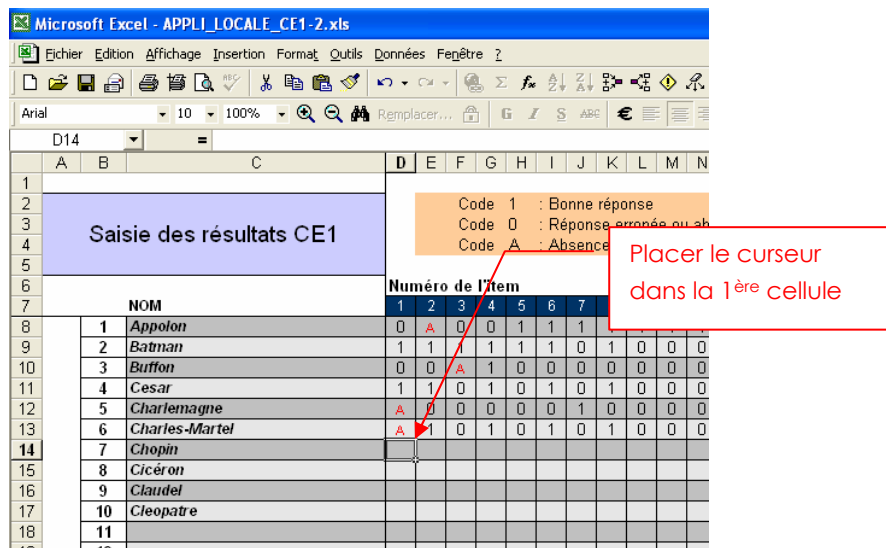 Microsoft Excel - APPLI_LOCALE_CE1-2.xls
Fichier Edition Affichage Insertion Format Outils Données Fenêtre ?
Arial 10 100% Remplacer... G I S ABC €
D14 =
A B C D E F G H I J K L M N
1
2 Code 1 : Bonne réponse
3 Saisie des résultats CE1 Code 0 : Réponse erronée ou
4 Code A : Absence
5
6 Numéro de l'item
7 NOM 1 2 3 4 5 6 7
8 1 Appolon 0 A 0 0 1 1 1
9 2 Batman 1 1 1 1 1 1 0 1 0 0 0
10 3 Buffon 0 0 A 1 0 0 0 0 0 0 0
11 4 Cesar 1 1 0 1 0 1 0 1 0 0 0
12 5 Charlemagne A 0 0 0 0 0 1 0 0 0 0
13 6 Charles-Martel A 1 0 1 0 1 0 1 0 0 0
14 7 Chopin
15 8 Cicéron
16 9 Claudel
17 10 Cleopatre
18 11
Placer le curseur
dans la 1ère cellule